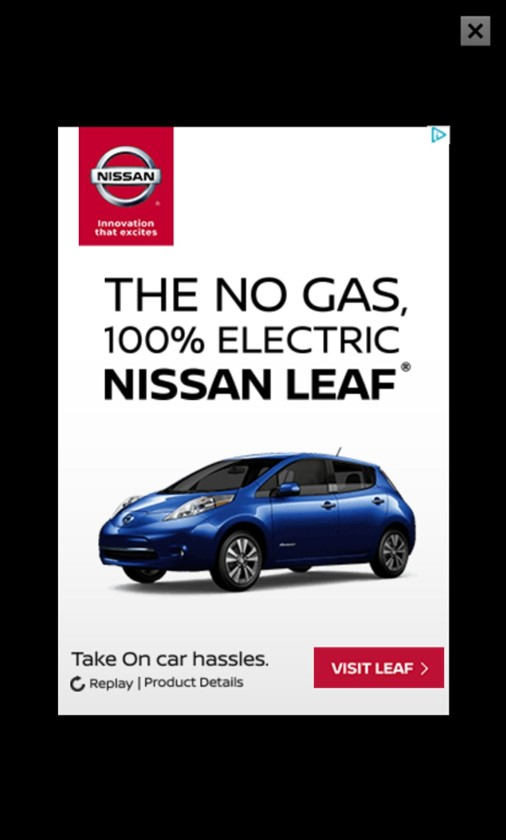 NISSAN
Innovation
that excites
THE NO GAS,
100% ELECTRIC
NISSAN LEAF®
Take On car hassles.
Replay | Product Details
VISIT LEAF >